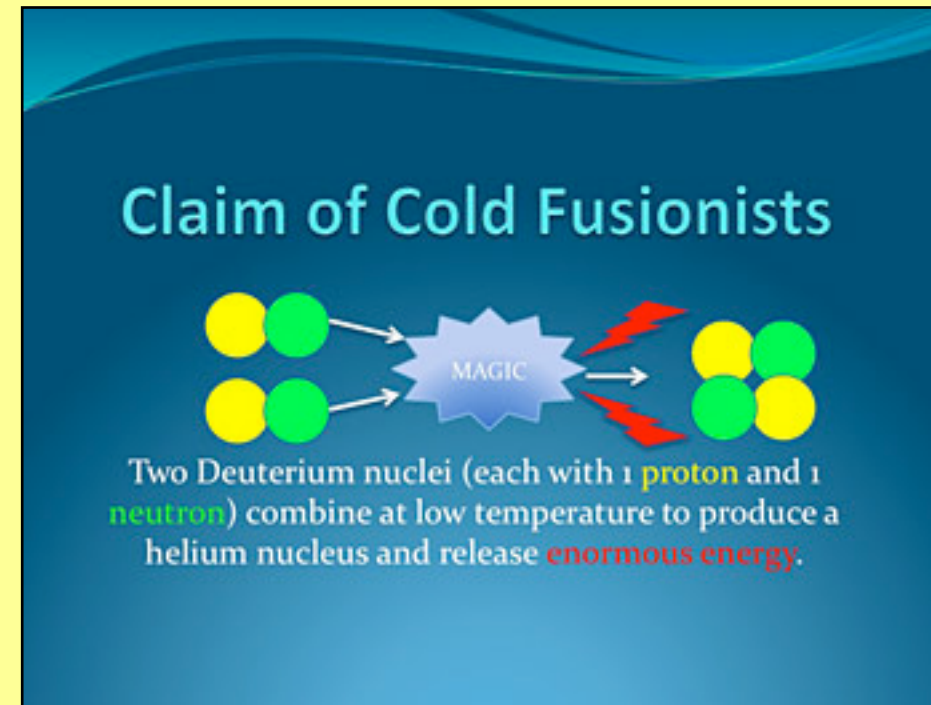 Claim of Cold Fusionists
MAGIC
Two Deuterium nuclei (each with 1 proton and 1
neutron) combine at low temperature to produce a
helium nucleus and release enormous energy.